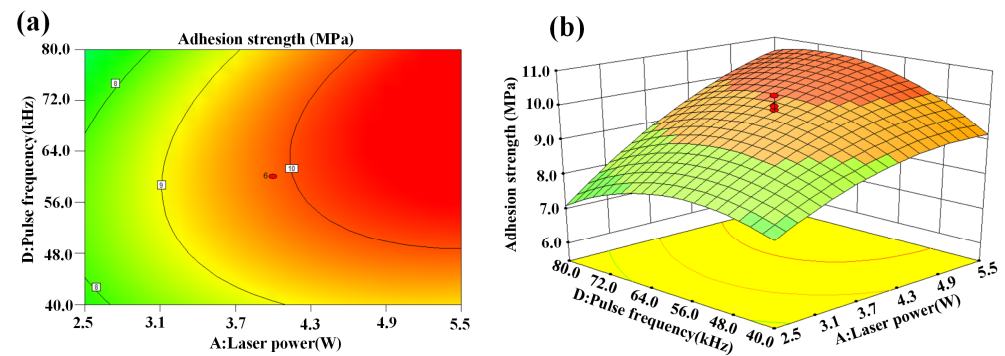 (a)
Adhesion strength (MPa)
80.0
72.0
64.0
56.0
48.0
40.0
D:Pulse frequency(kHz)
8
9
6
10
8
2.5 3.1 3.7 4.3 4.9 5.5
A:Laser power(W)
(b)
11.0
10.0
9.0
8.0
7.0
6.0
Adhesion strength (MPa)
80.0 72.0 64.0 56.0 48.0 40.0
D:Pulse frequency(kHz)
2.5 3.1 3.7 4.3 4.9 5.5
A:Laser power(W)